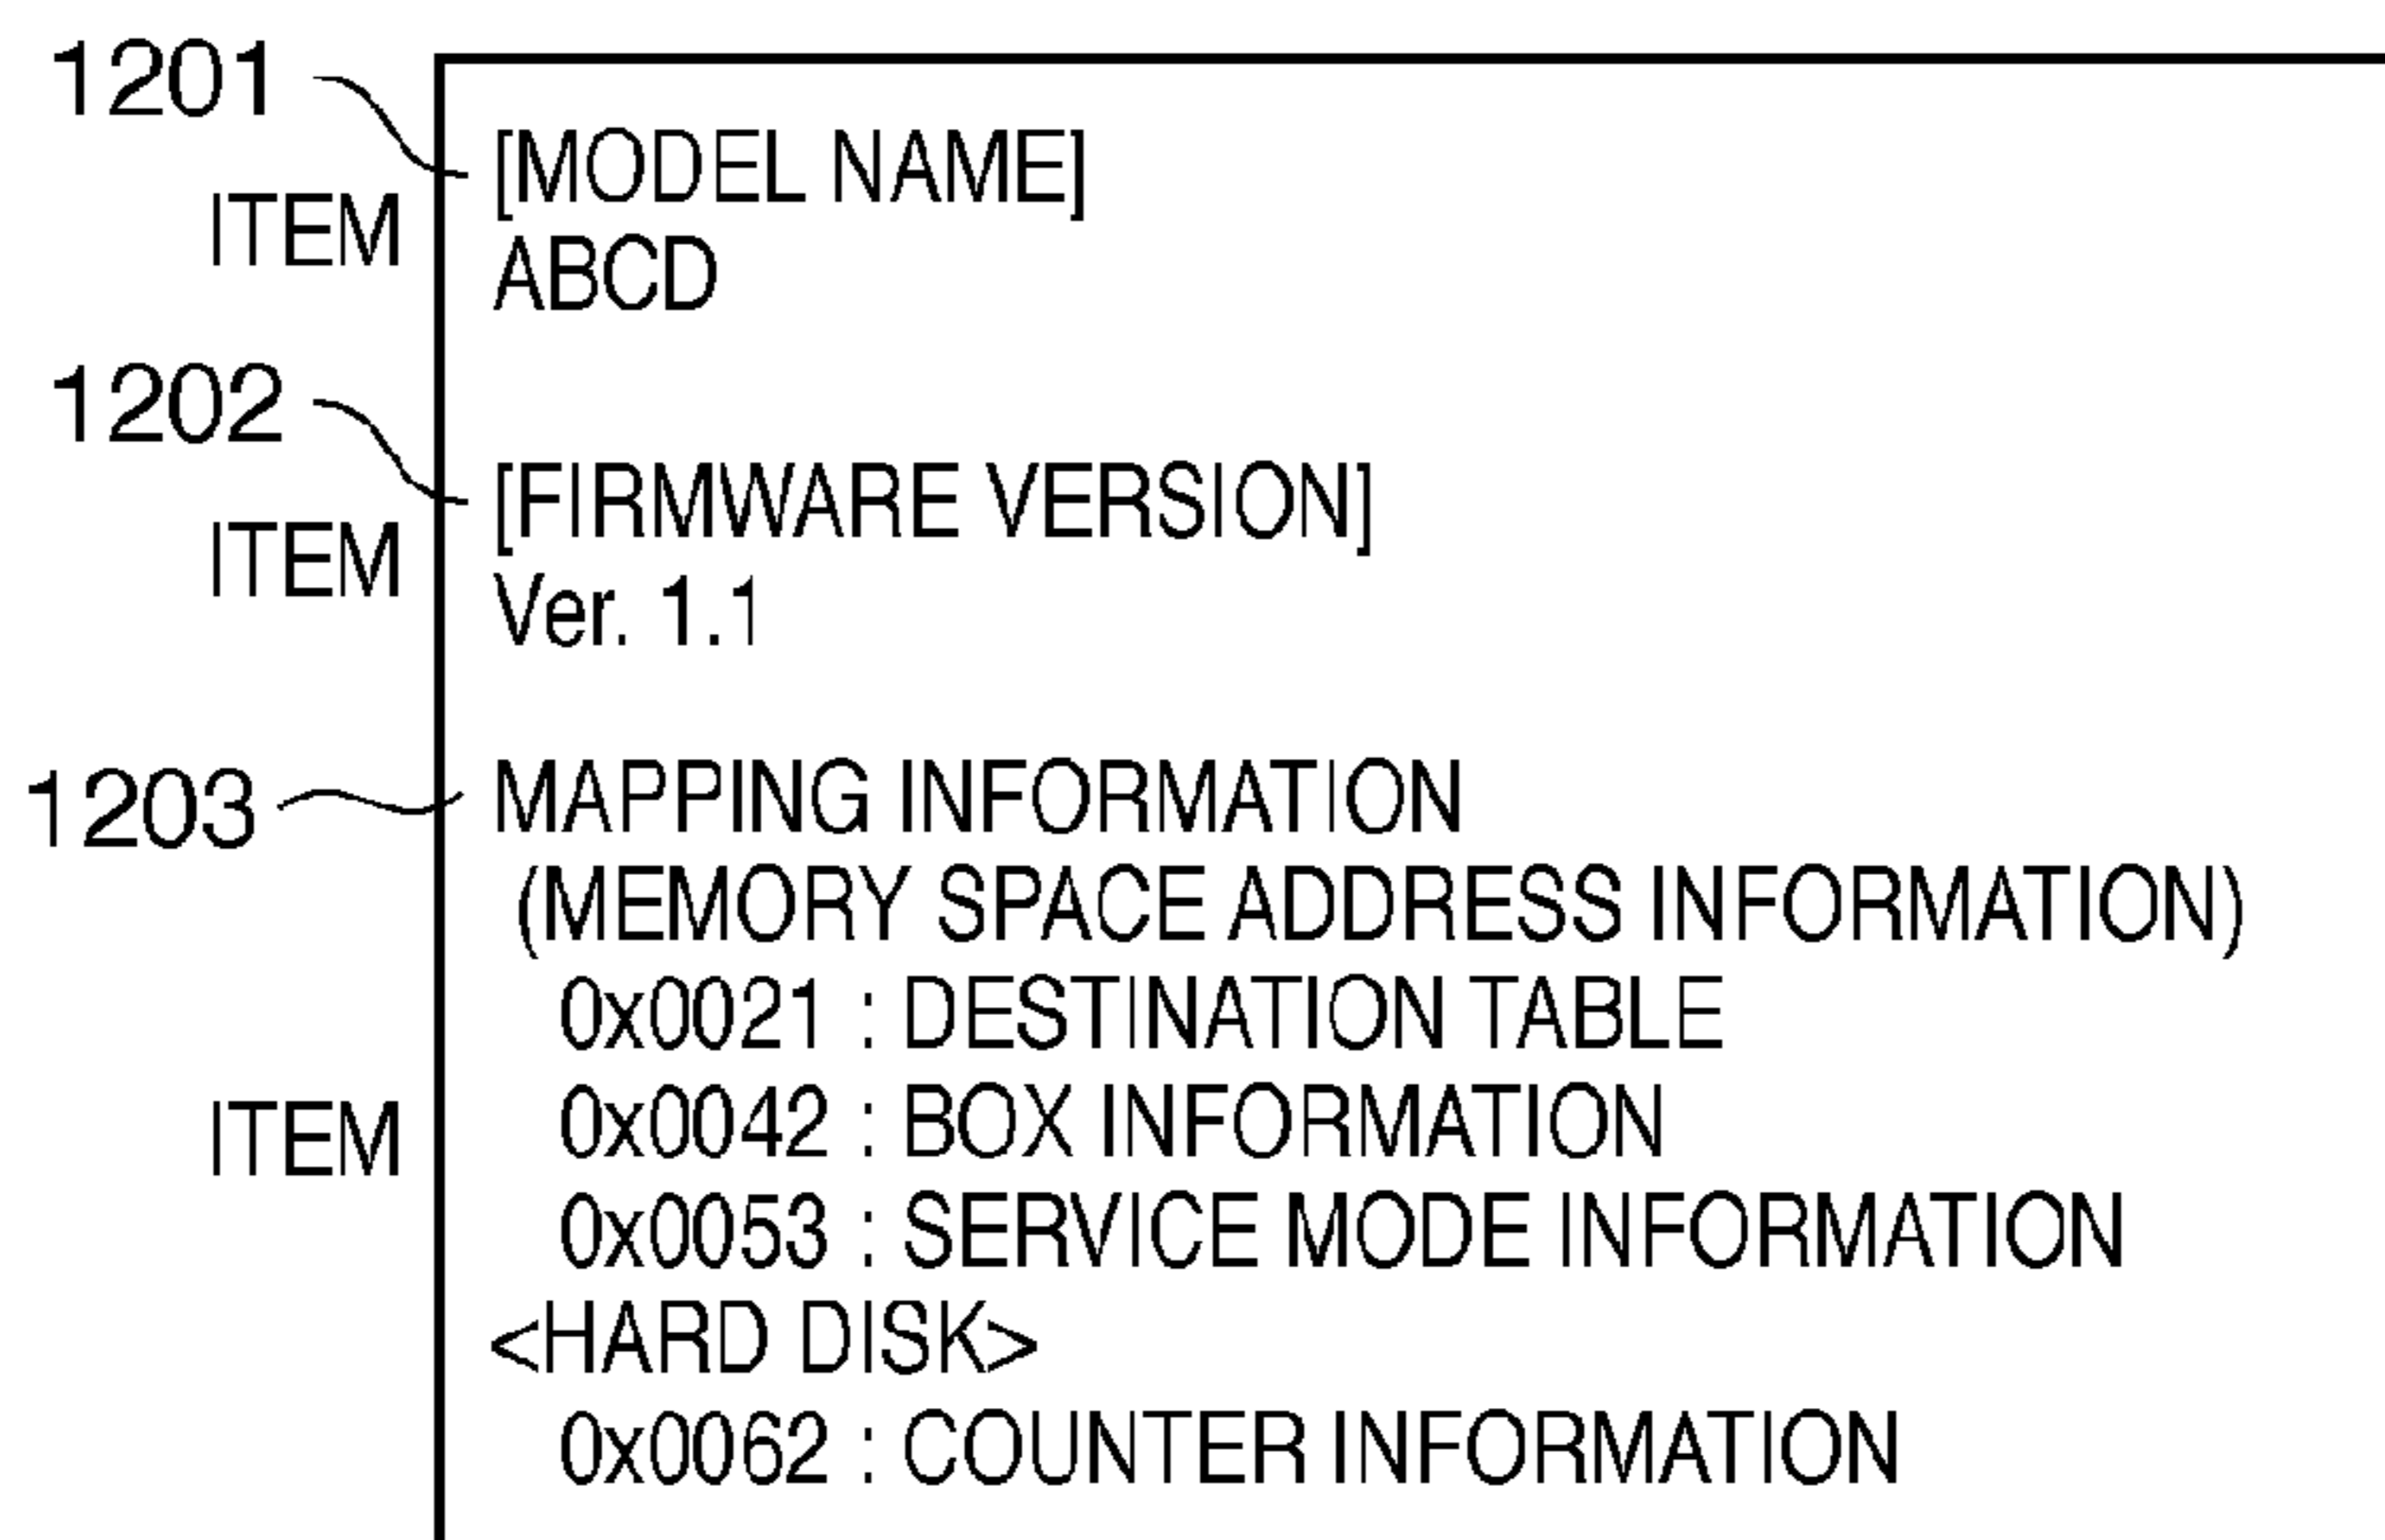 1201
[MODEL NAME]
ITEM
ABCD
1202
[FIRMWARE VERSION]
ITEM
Ver. 1.1
1203
MAPPING INFORMATION
(MEMORY SPACE ADDRESS INFORMATION)
0x0021 : DESTINATION TABLE
ITEM
0x0042 : BOX INFORMATION
0x0053 : SERVICE MODE INFORMATION
<HARD DISK>
0x0062 : COUNTER INFORMATION